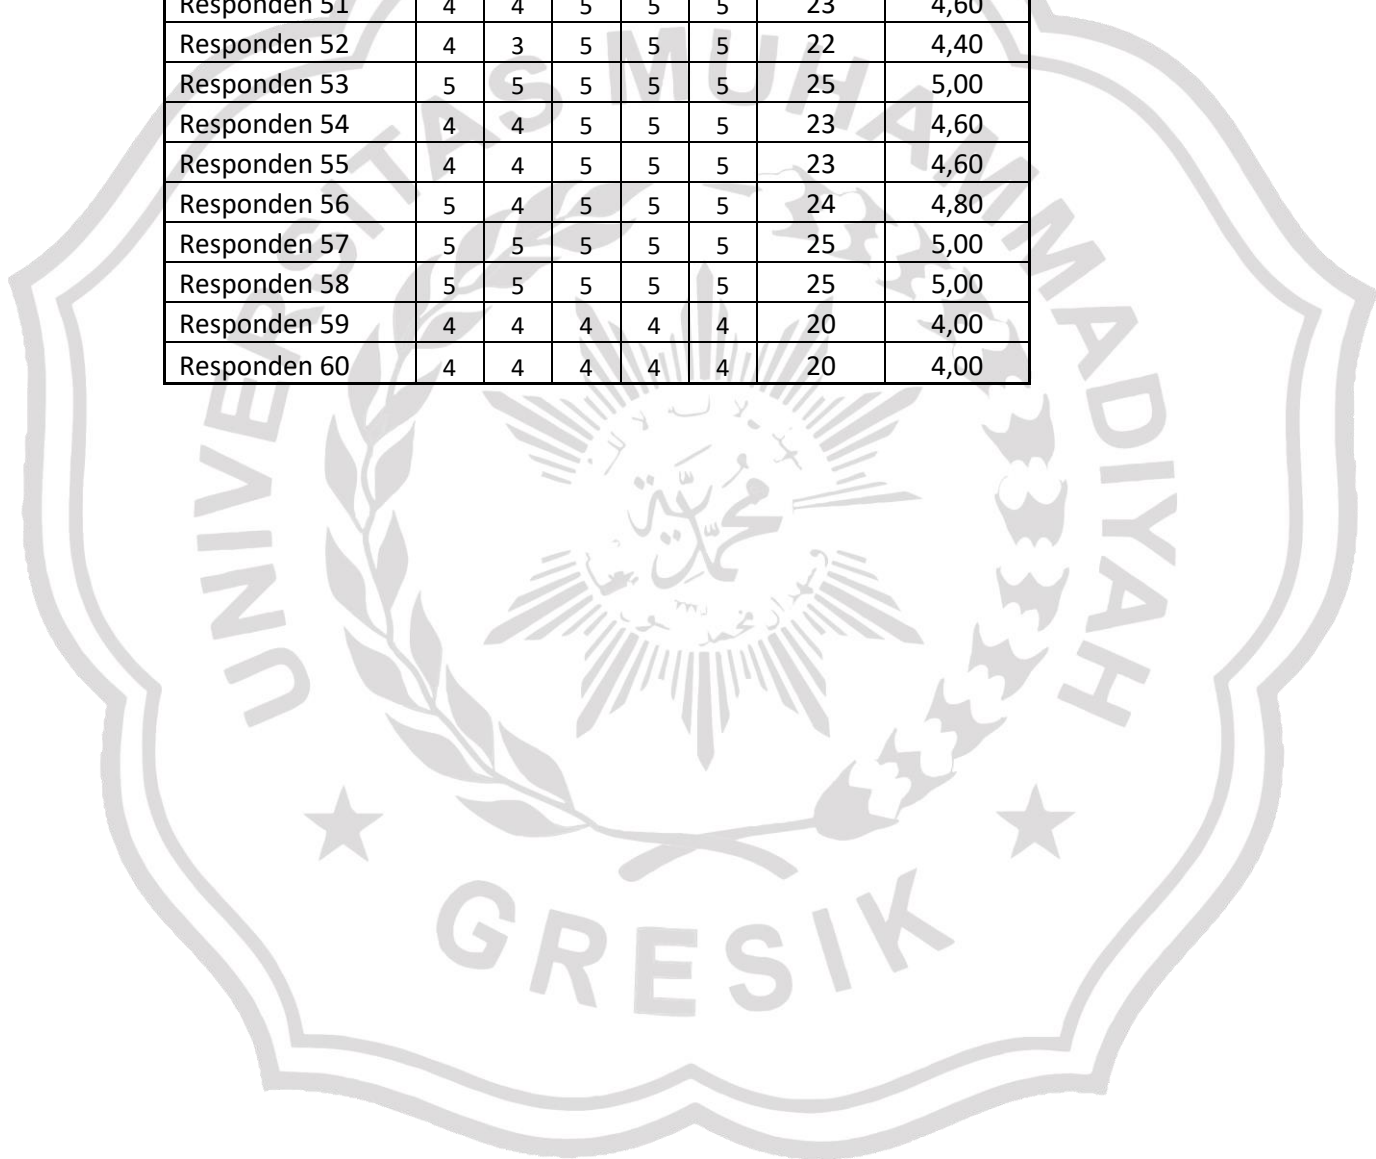 Responden 51 4 4 5 5 5 23 4,60
Responden 52 4 3 5 5 5 22 4,40
Responden 53 5 5 5 5 5 25 5,00
Responden 54 4 4 5 5 5 23 4,60
Responden 55 4 4 5 5 5 23 4,60
Responden 56 5 4 5 5 5 24 4,80
Responden 57 5 5 5 5 5 25 5,00
Responden 58 5 5 5 5 5 25 5,00
Responden 59 4 4 4 4 4 20 4,00
Responden 60 4 4 4 4 4 20 4,00
UNIVERSITAS MUHAMMADIYAH
محمدية
GRESIK